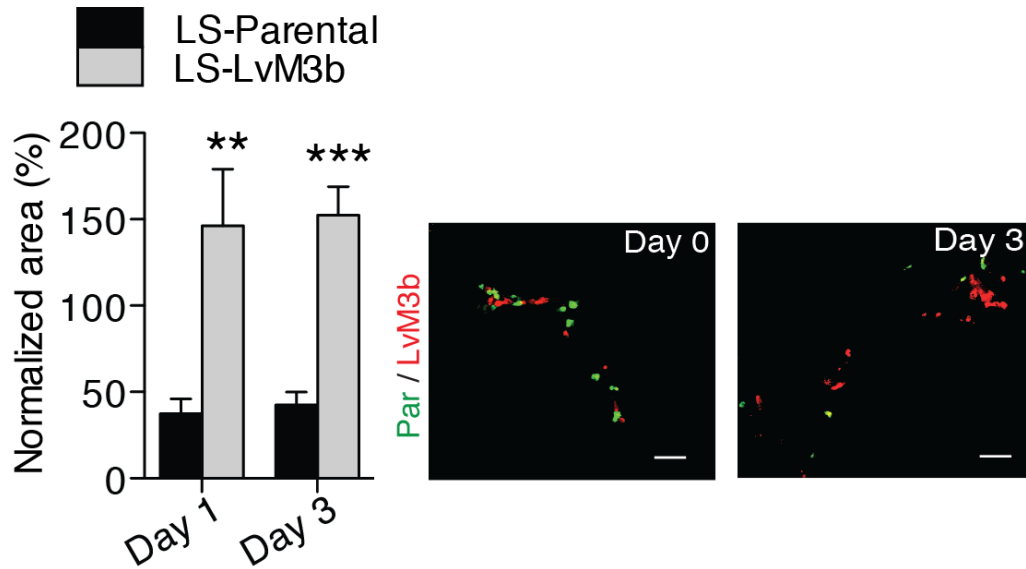 LS-Parental
LS-LvM3b
Normalized area (%)
200
150
100
50
0
**
***
Day 1
Day 3
Par / LvM3b
Day 0
Day 3